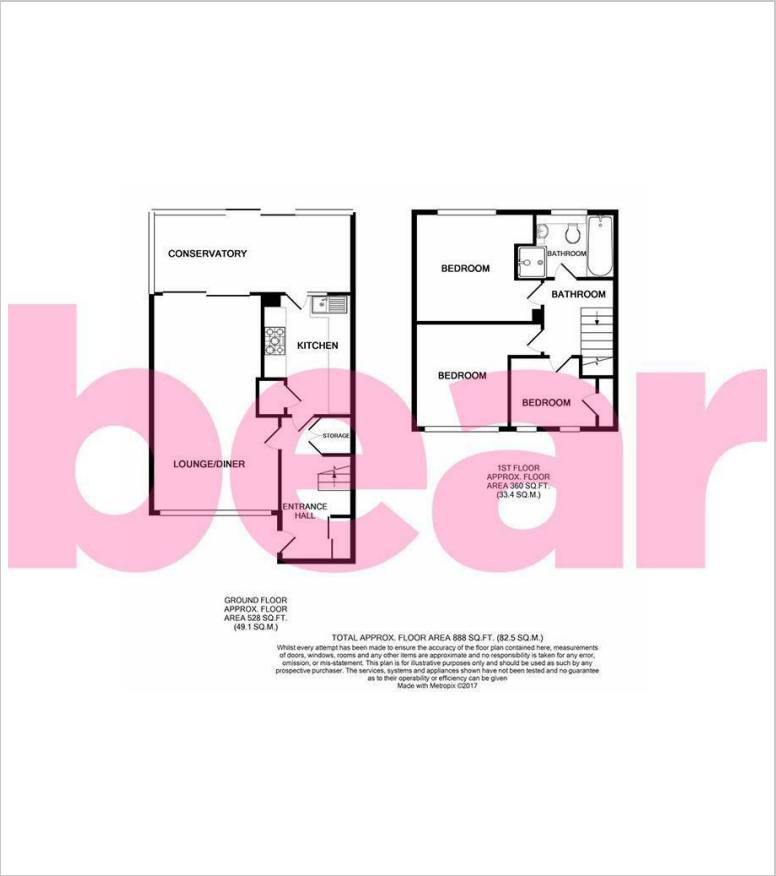 CONSERVATORY
KITCHEN
STORAGE
LOUNGE/DINER
ENTRANCE
HALL
GROUND FLOOR
APPROX. FLOOR
AREA 528 SQ.FT.
(49.1 SQ.M.)
BEDROOM
BATHROOM
BATHROOM
BEDROOM
BEDROOM
1ST FLOOR
APPROX. FLOOR
AREA 360 SQ.FT.
(33.4 SQ.M.)
bear
TOTAL APPROX. FLOOR AREA 888 SQ.FT. (82.5 SQ.M.)
Whilst every attempt has been made to ensure the accuracy of the floor plan contained here, measurements
of doors, windows, rooms and any other items are approximate and no responsibility is taken for any error,
omission, or mis-statement. This plan is for illustrative purposes only and should be used as such by any
prospective purchaser. The services, systems and appliances shown have not been tested and no guarantee
as to their operability or efficiency can be given
Made with Metropix ©2017